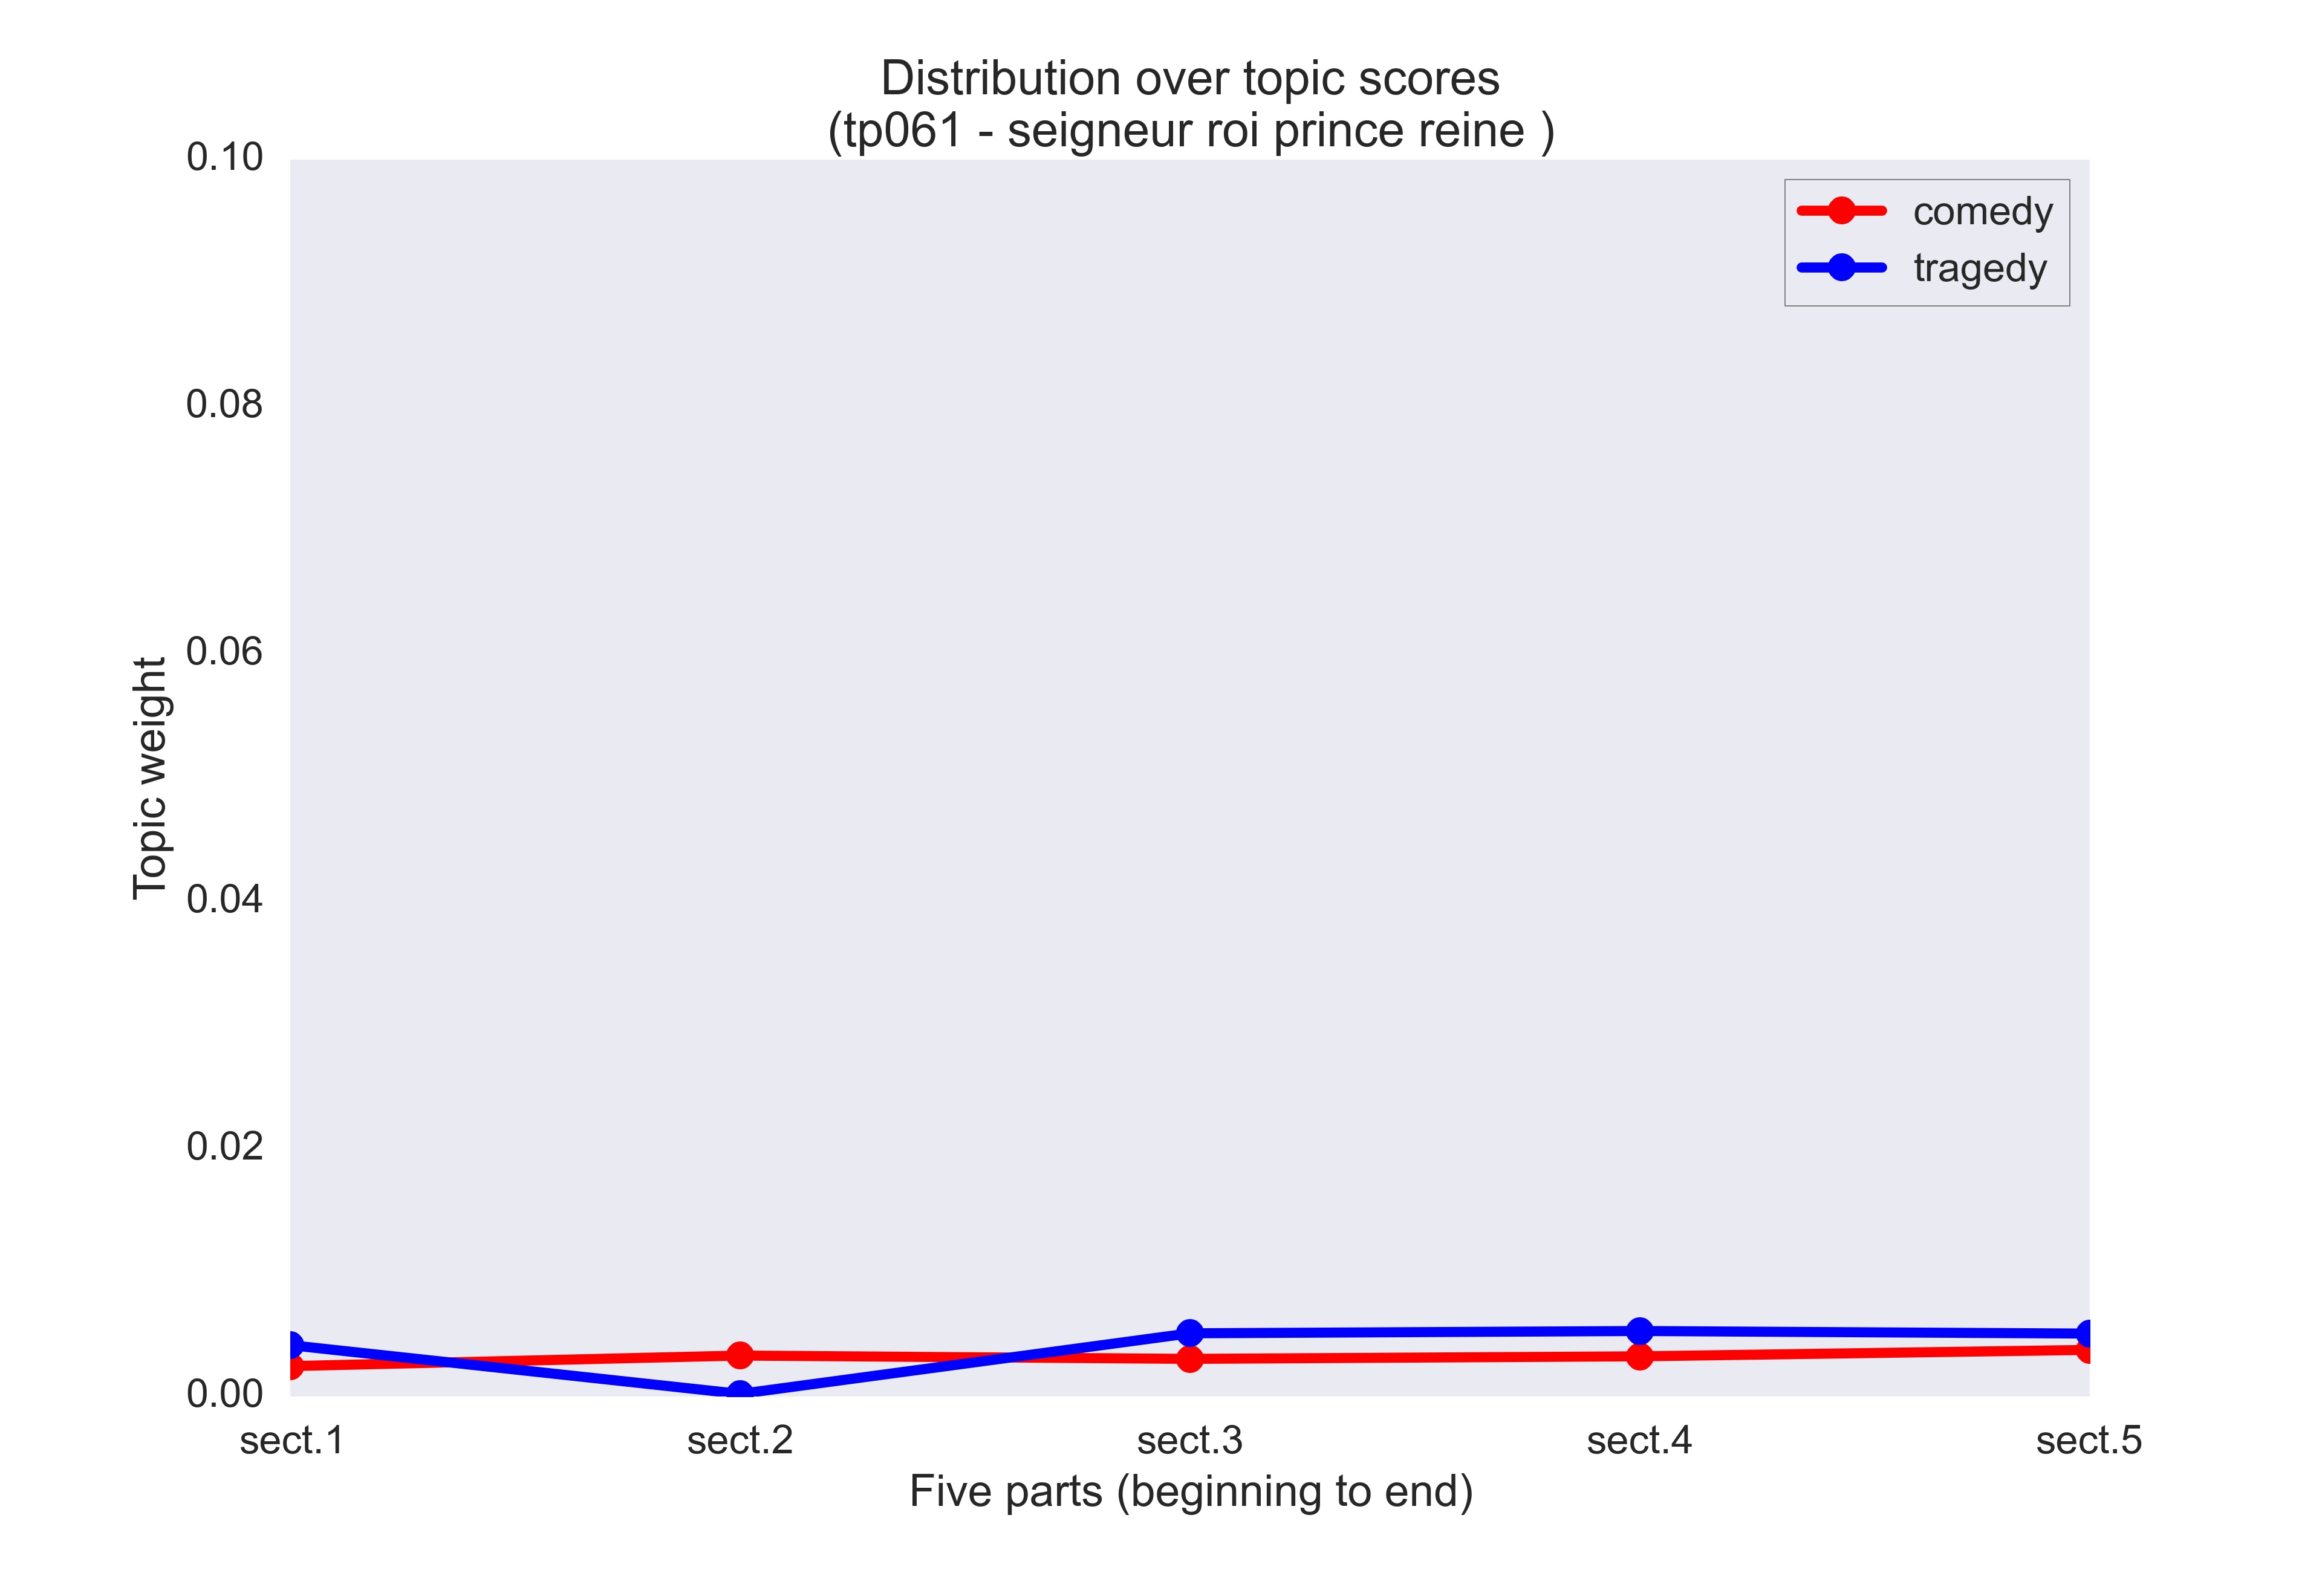 Distribution over topic scores
(tp061 - seigneur roi prince reine )
0.10
0.08
0.06
0.04
0.02
0.00
Topic weight
comedy
tragedy
sect.1 sect.2 sect.3 sect.4 sect.5
Five parts (beginning to end)